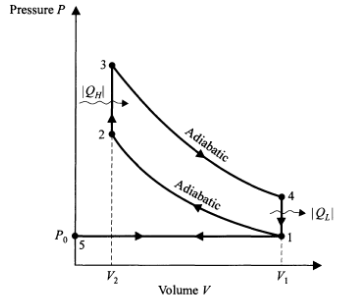 Pressure P
3
|Q_H|
2
Adiabatic
Adiabatic
4
|Q_L|
P_0
5
1
V_2
V_1
Volume V